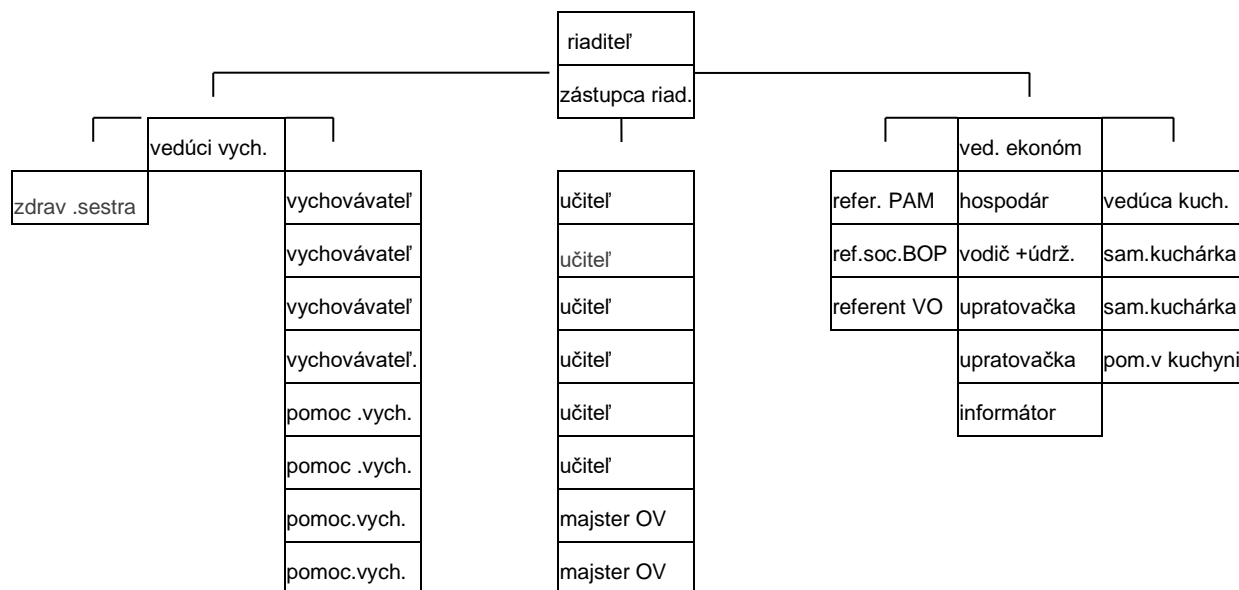 riaditeľ
zástupca riad.
vedúci vych.
ved. ekonóm
zdrav .sestra
vychovávateľ
učiteľ
refer. PAM
hospodár
vedúca kuch.
vychovávateľ
učiteľ
ref.soc.BOP
vodič +údrž.
sam.kuchárka
vychovávateľ
učiteľ
referent VO
upratovačka
sam.kuchárka
vychovávateľ.
učiteľ
upratovačka
pom.v kuchyni
pomoc .vych.
učiteľ
informátor
pomoc .vych.
učiteľ
pomoc.vych.
majster OV
pomoc.vych.
majster OV